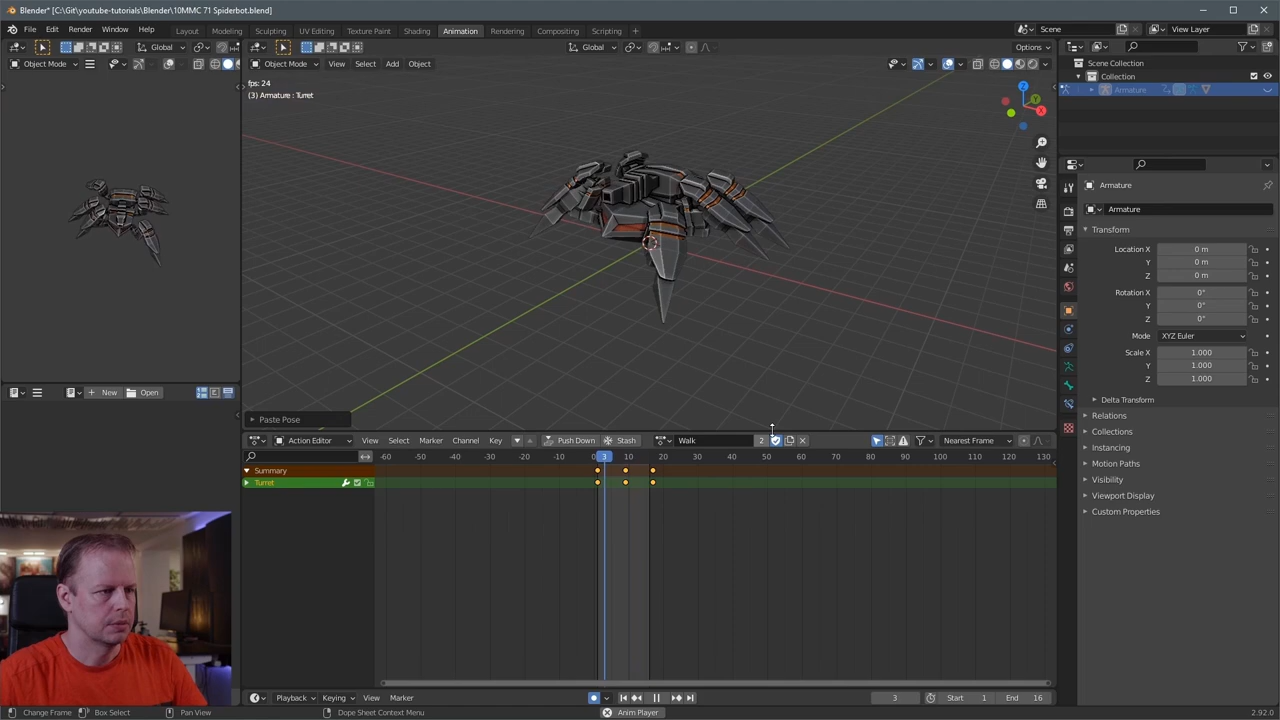 Blender* [C:\Git\youtube-tutorials\Blender\10MMC 71 Spiderbot.blend]
File Edit Render Window Help Layout Modeling Sculpting UV Editing Texture Paint Shading Animation Rendering Compositing Scripting Scene View Layer
Global Global Options
Object Mode Object Mode View Select Add Object
Scene Collection
Collection
Armature
fps: 24
(3) Armature : Turret
Z
Y
X
Armature
Armature
Transform
Location X 0 m
Y 0 m
Z 0 m
Rotation X 0°
Y 0°
Z 0°
Mode XYZ Euler
Scale X 1.000
Y 1.000
Z 1.000
Delta Transform
Relations
Collections
Instancing
Motion Paths
Visibility
Viewport Display
Custom Properties
New Open
Paste Pose
Action Editor View Select Marker Channel Key Push Down Stash Walk 2 Nearest Frame
-60 -50 -40 -30 -20 -10 0 3 10 20 30 40 50 60 70 80 90 100 110 120 130
Summary
Turret
Playback Keying View Marker 3 Start 1 End 16
Change Frame Box Select Pan View Dope Sheet Context Menu Anim Player 2.92.0